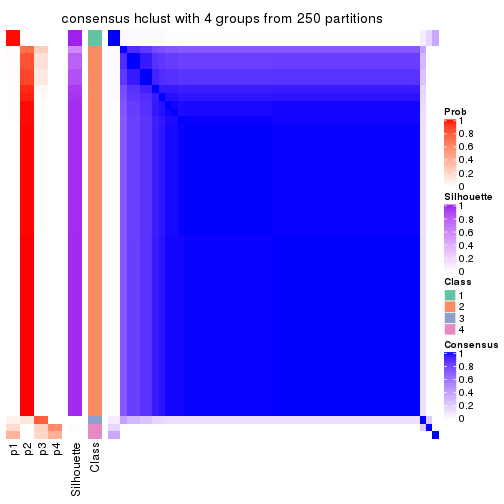 consensus hclust with 4 groups from 250 partitions
Prob
1
0.8
0.6
0.4
0.2
0
Silhouette
1
0.8
0.6
0.4
0.2
0
Class
1
2
3
4
Consensus
1
0.8
0.6
0.4
0.2
0
p1
p2
p3
p4
Silhouette
Class